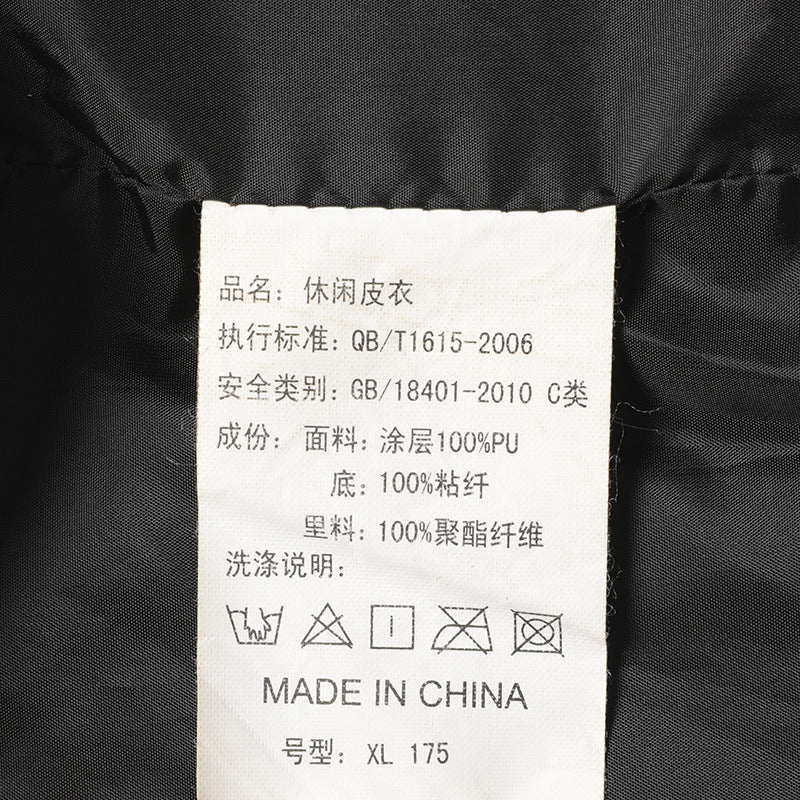 品名：休闲皮衣
执行标准：QB/T1615-2006
安全类别：GB/18401-2010 C类
成份：面料：涂层100%PU
底：100%粘纤
里料：100%聚酯纤维
洗涤说明：
MADE IN CHINA
号型：XL 175